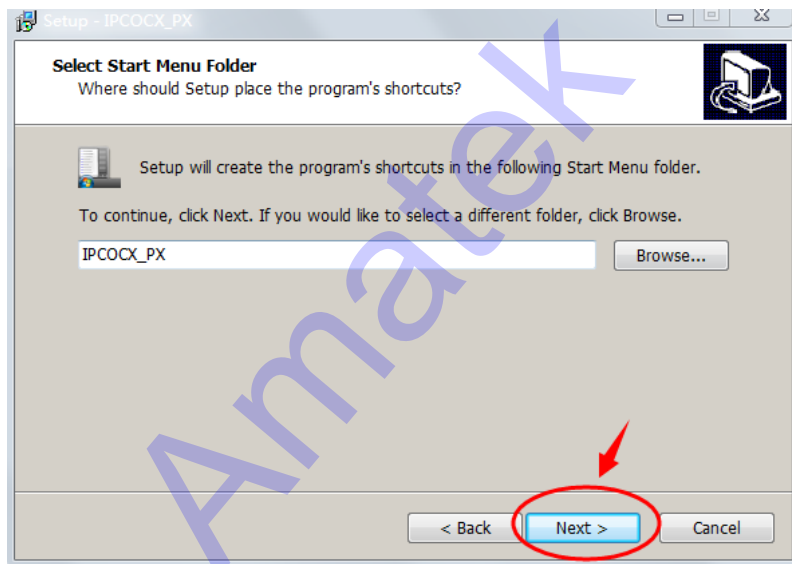 Setup - IPCOCX_PX
Select Start Menu Folder
Where should Setup place the program's shortcuts?
Setup will create the program's shortcuts in the following Start Menu folder.
To continue, click Next. If you would like to select a different folder, click Browse.
IPCOCX_PX
Browse...
< Back
Next >
Cancel
Amatek